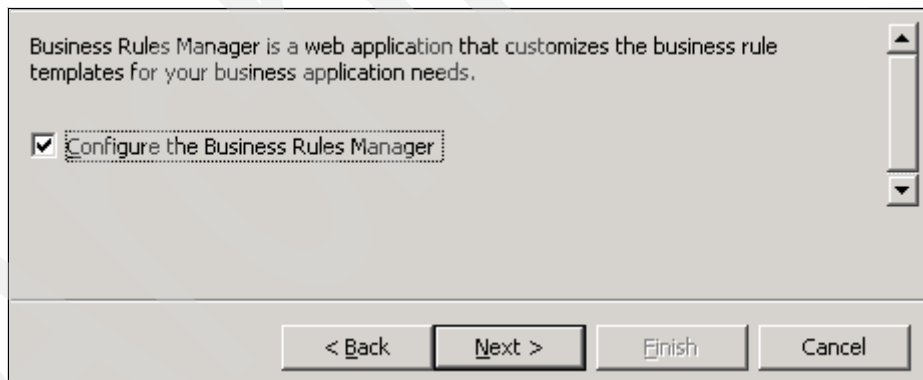 Business Rules Manager is a web application that customizes the business rule
templates for your business application needs.
Configure the Business Rules Manager
< Back Next > Finish Cancel